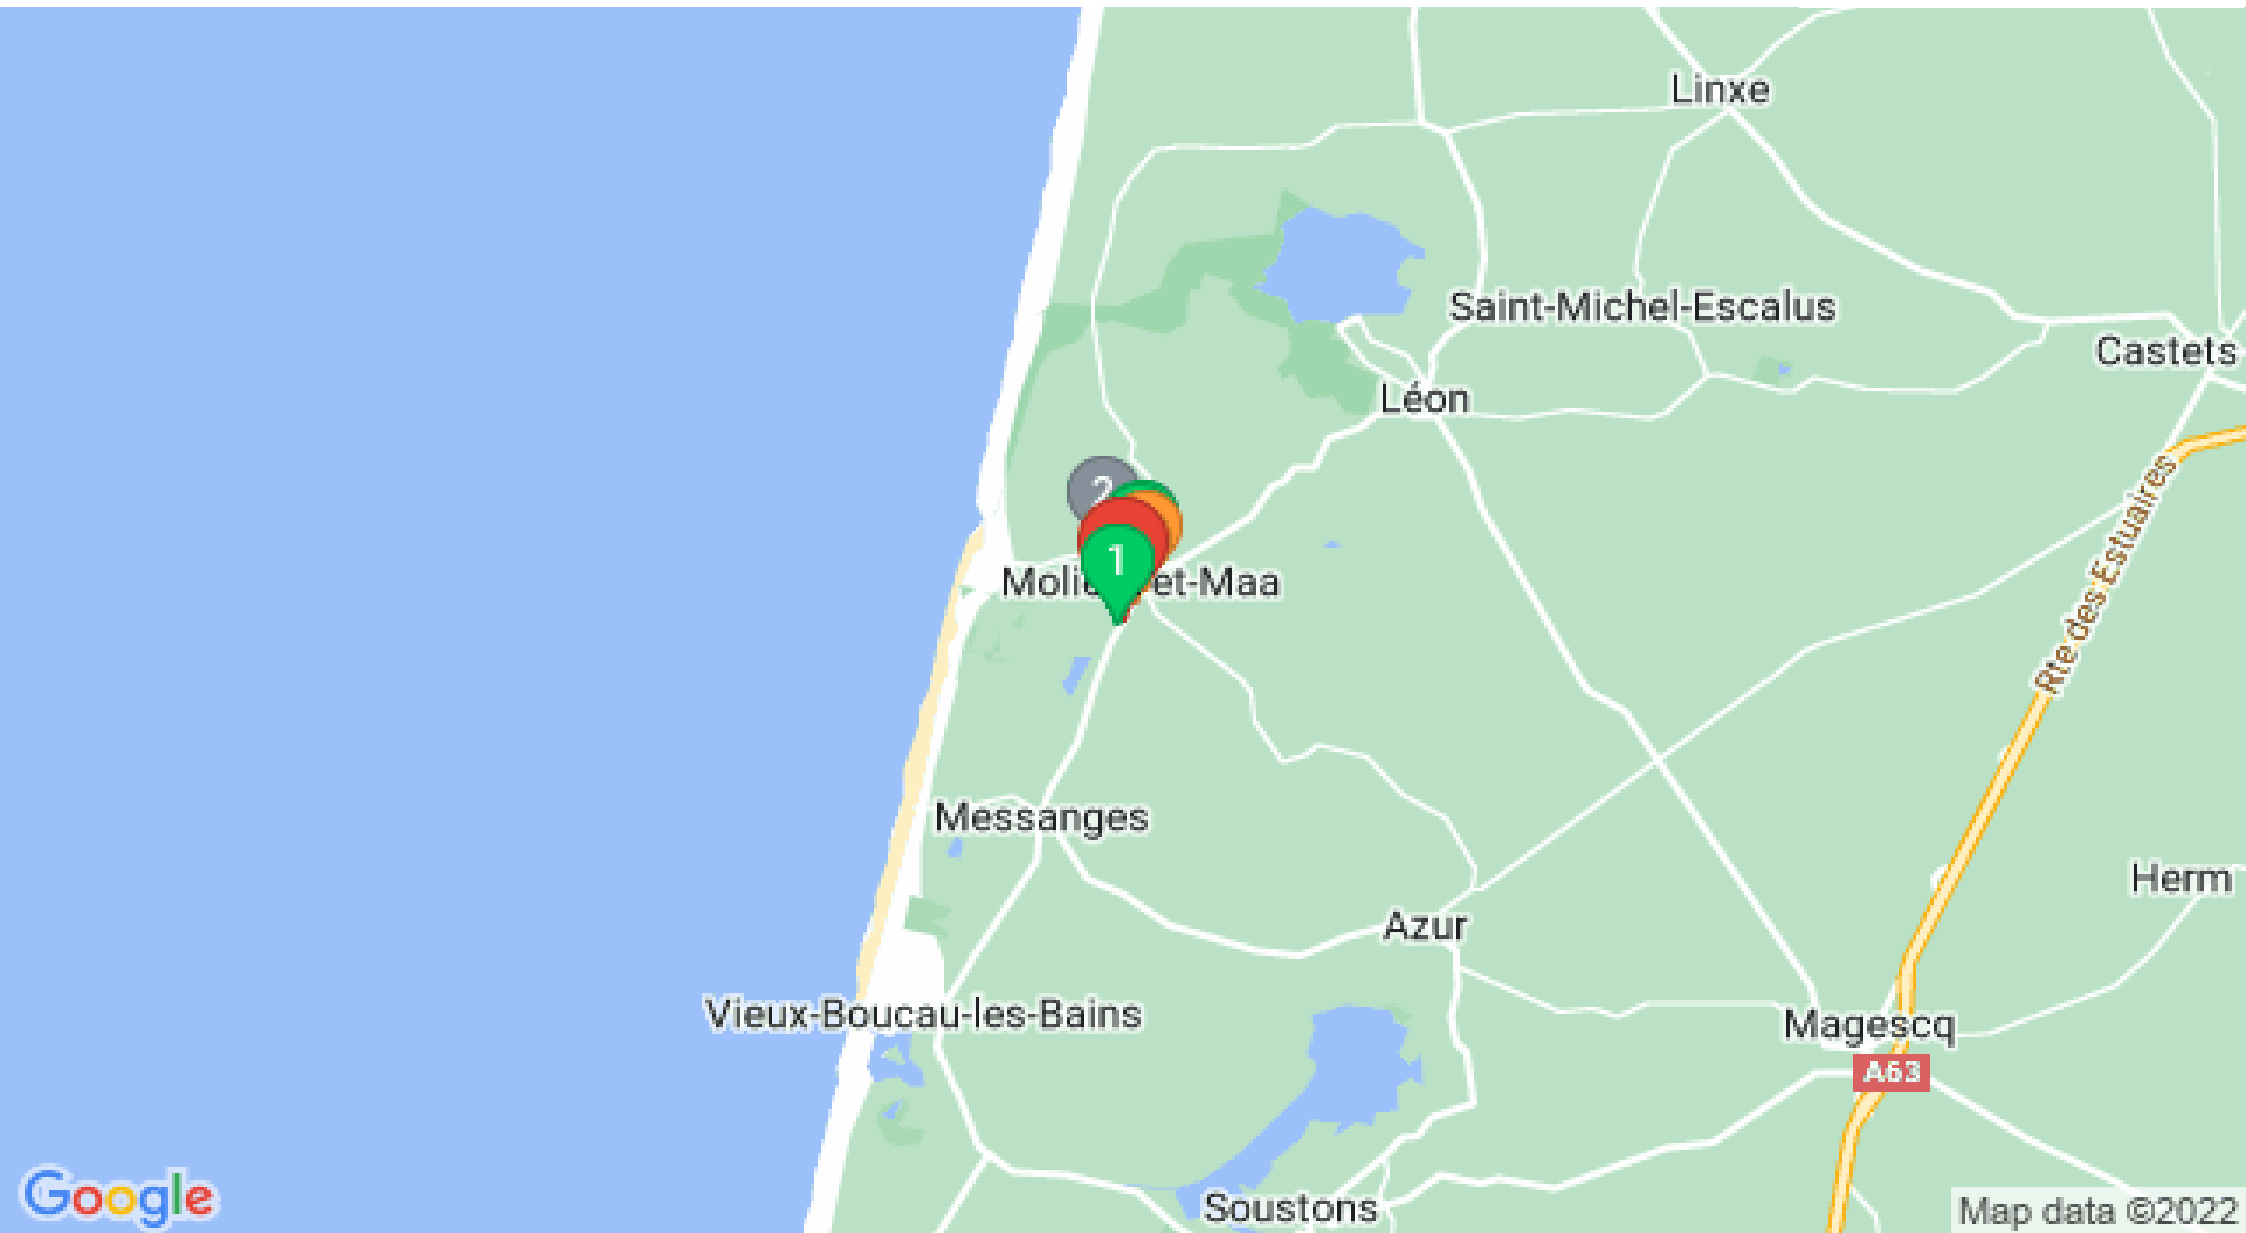 Linxe
Saint-Michel-Escalus
Castets
Léon
2
1
Molie et-Maa
Rte des Estuaires
Messanges
Herm
Azur
Vieux-Boucau-les-Bains
Magescq
A63
Soustons
Google
Map data ©2022